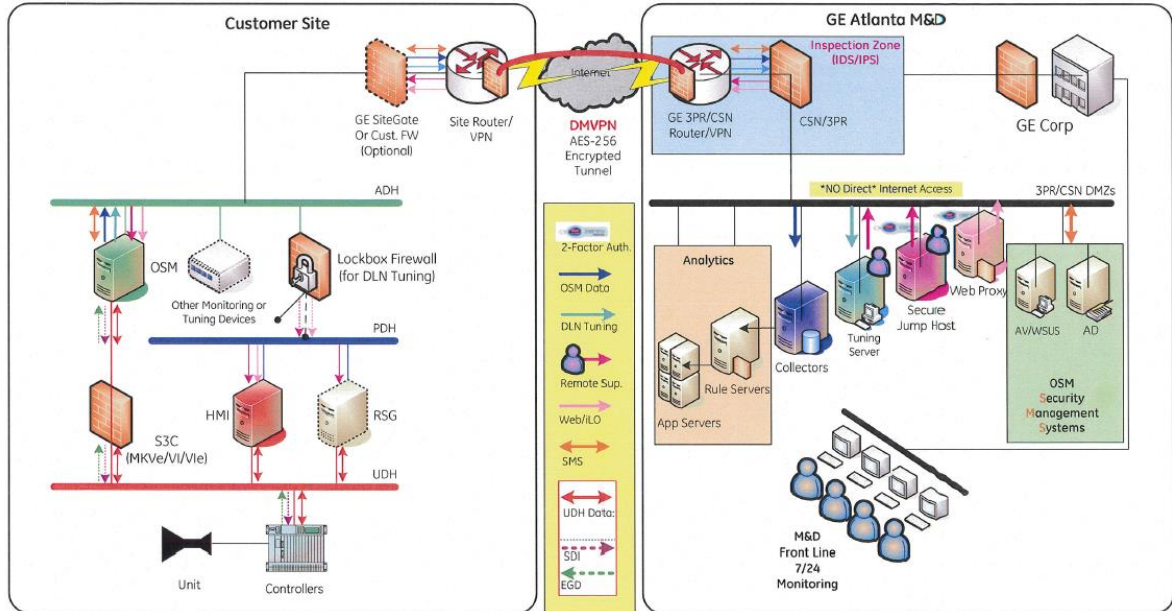 Customer Site
GE SiteGate
Or Cust. FW
(Optional)
Site Router/
VPN
ADH
OSM
Other Monitoring or
Tuning Devices
Lockbox Firewall
(for DLN Tuning)
PDH
S3C
(MKVe/VI/VIe)
HMI
RSG
UDH
Unit
Controllers
Internet
DMVPN
AES-256
Encrypted
Tunnel
2-Factor Auth.
OSM Data
DLN Tuning
Remote Sup.
Web/iLO
SMS
UDH Data:
SDI
EGD
GE Atlanta M&D
Inspection Zone
(IDS/IPS)
GE 3PR/CSN
Router/VPN
CSN/3PR
GE Corp
*NO Direct* Internet Access
3PR/CSN DMZs
Analytics
App Servers
Rule Servers
Collectors
Tuning
Server
Secure
Jump Host
Web Proxy
AV/WSUS
AD
OSM
Security
Management
Systems
M&D
Front Line
7/24
Monitoring